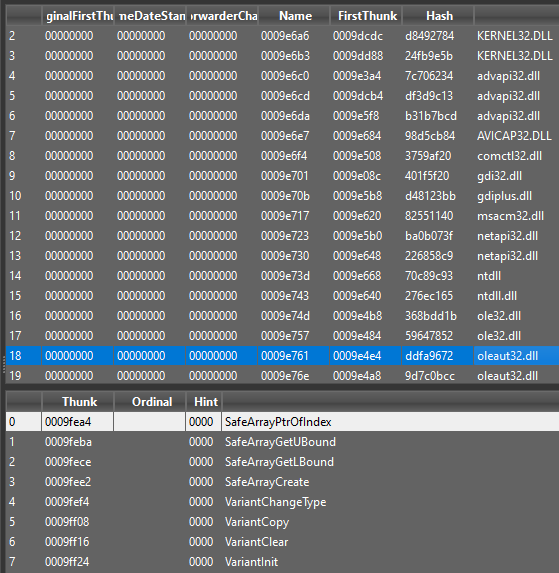 ginalFirstThu meDateStan orwarderCha Name FirstThunk Hash
2 00000000 00000000 00000000 0009e6a6 0009dcdc d8492784 KERNEL32.DLL
3 00000000 00000000 00000000 0009e6b3 0009dd88 24fb9e5b KERNEL32.DLL
4 00000000 00000000 00000000 0009e6c0 0009e3a4 7c706234 advapi32.dll
5 00000000 00000000 00000000 0009e6cd 0009dcb4 df3d9c13 advapi32.dll
6 00000000 00000000 00000000 0009e6da 0009e5f8 b31b7bcd advapi32.dll
7 00000000 00000000 00000000 0009e6e7 0009e684 98d5cb84 AVICAP32.DLL
8 00000000 00000000 00000000 0009e6f4 0009e508 3759af20 comctl32.dll
9 00000000 00000000 00000000 0009e701 0009e08c 401f5f20 gdi32.dll
10 00000000 00000000 00000000 0009e70b 0009e5b8 d48123bb gdiplus.dll
11 00000000 00000000 00000000 0009e717 0009e620 82551140 msacm32.dll
12 00000000 00000000 00000000 0009e723 0009e5b0 ba0b073f netapi32.dll
13 00000000 00000000 00000000 0009e730 0009e648 226858c9 netapi32.dll
14 00000000 00000000 00000000 0009e73d 0009e668 70c89c93 ntdll
15 00000000 00000000 00000000 0009e743 0009e640 276ec165 ntdll.dll
16 00000000 00000000 00000000 0009e74d 0009e4b8 368bdd1b ole32.dll
17 00000000 00000000 00000000 0009e757 0009e484 59647852 ole32.dll
18 00000000 00000000 00000000 0009e761 0009e4e4 ddfa9672 oleaut32.dll
19 00000000 00000000 00000000 0009e76e 0009e4a8 9d7c0bcc oleaut32.dll
Thunk Ordinal Hint
0 0009fea4 0000 SafeArrayPtrOfIndex
1 0009feba 0000 SafeArrayGetUBound
2 0009fece 0000 SafeArrayGetLBound
3 0009fee2 0000 SafeArrayCreate
4 0009fef4 0000 VariantChangeType
5 0009ff08 0000 VariantCopy
6 0009ff16 0000 VariantClear
7 0009ff24 0000 VariantInit